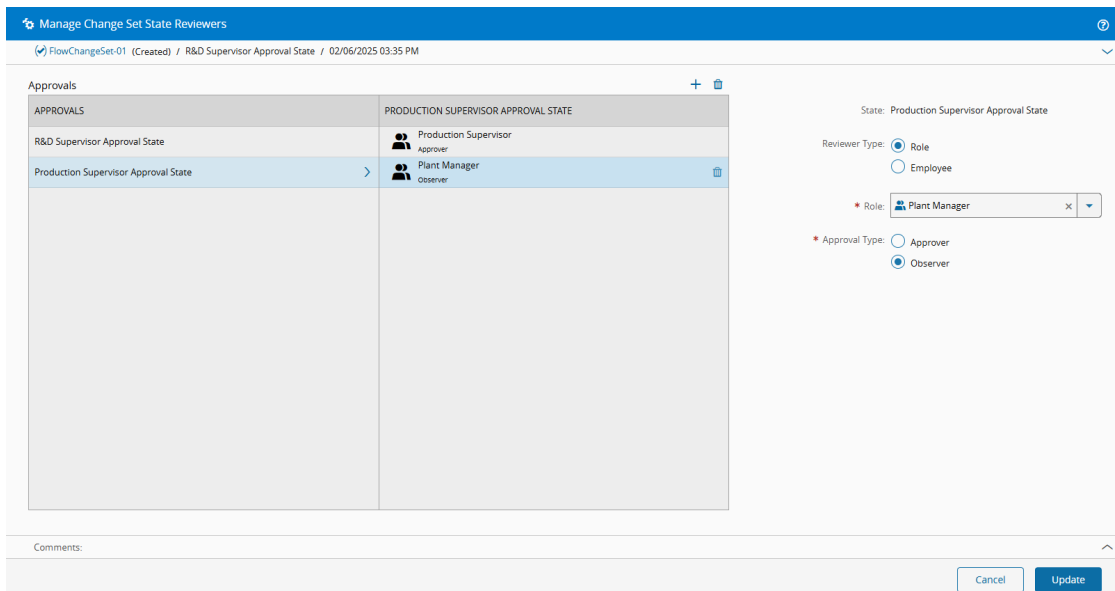 Manage Change Set State Reviewers
FlowChangeSet-01 (Created) / R&D Supervisor Approval State / 02/06/2025 03:35 PM
Approvals
APPROVALS
PRODUCTION SUPERVISOR APPROVAL STATE
R&D Supervisor Approval State
Production Supervisor
Approver
Production Supervisor Approval State
Plant Manager
Observer
State: Production Supervisor Approval State
Reviewer Type: Role
Employee
* Role: Plant Manager
* Approval Type: Approver
Observer
Comments:
Cancel
Update